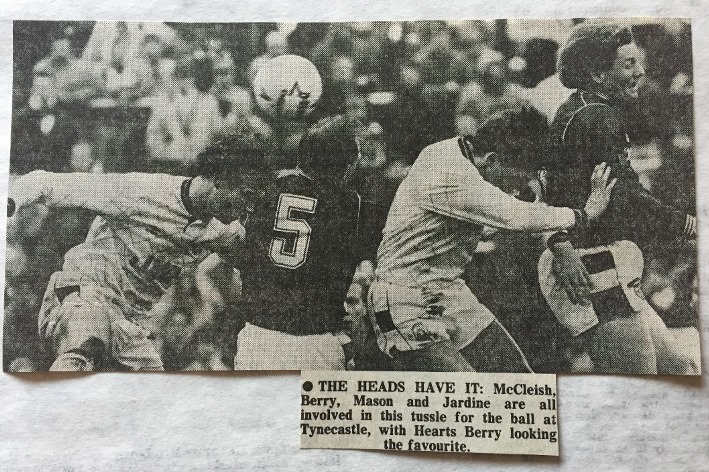 5
● THE HEADS HAVE IT: McCleish,
Berry, Mason and Jardine are all
involved in this tussle for the ball at
Tynecastle, with Hearts Berry looking
the favourite.